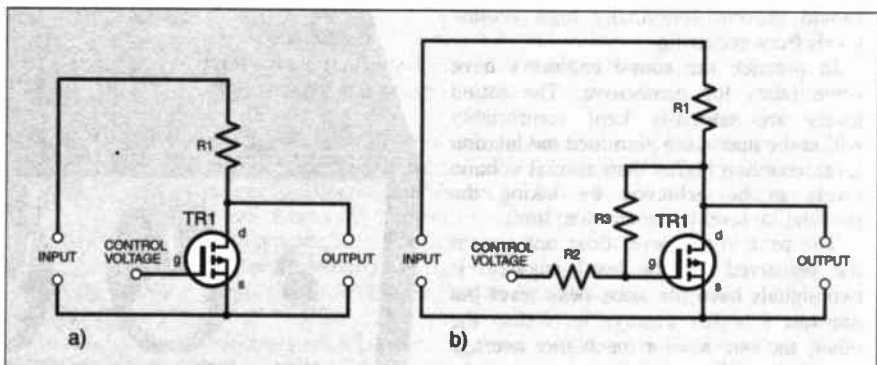 R1
TR1
d
g
s
INPUT
CONTROL
VOLTAGE
OUTPUT
a)
R1
R3
TR1
d
g
s
INPUT
CONTROL
VOLTAGE
R2
OUTPUT
b)